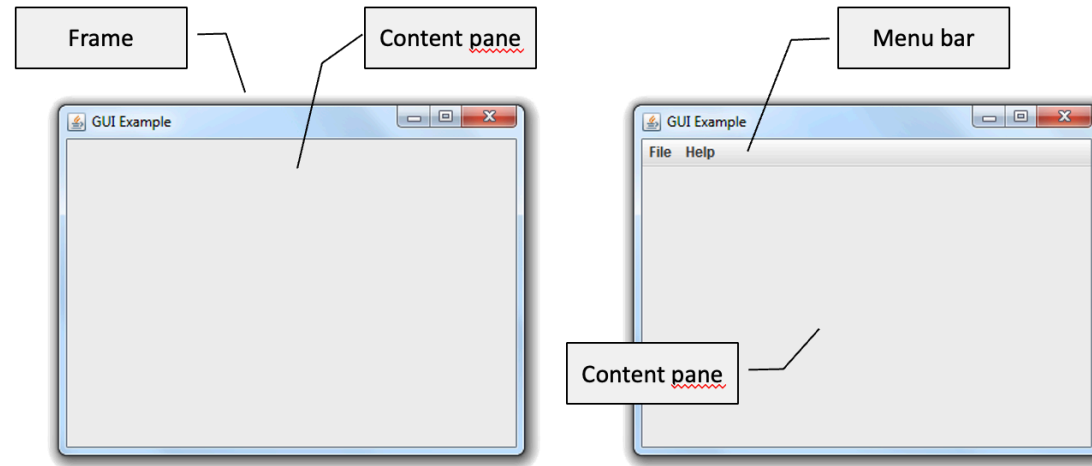 Frame
Content pane
Menu bar
GUI Example
GUI Example
File Help
Content pane